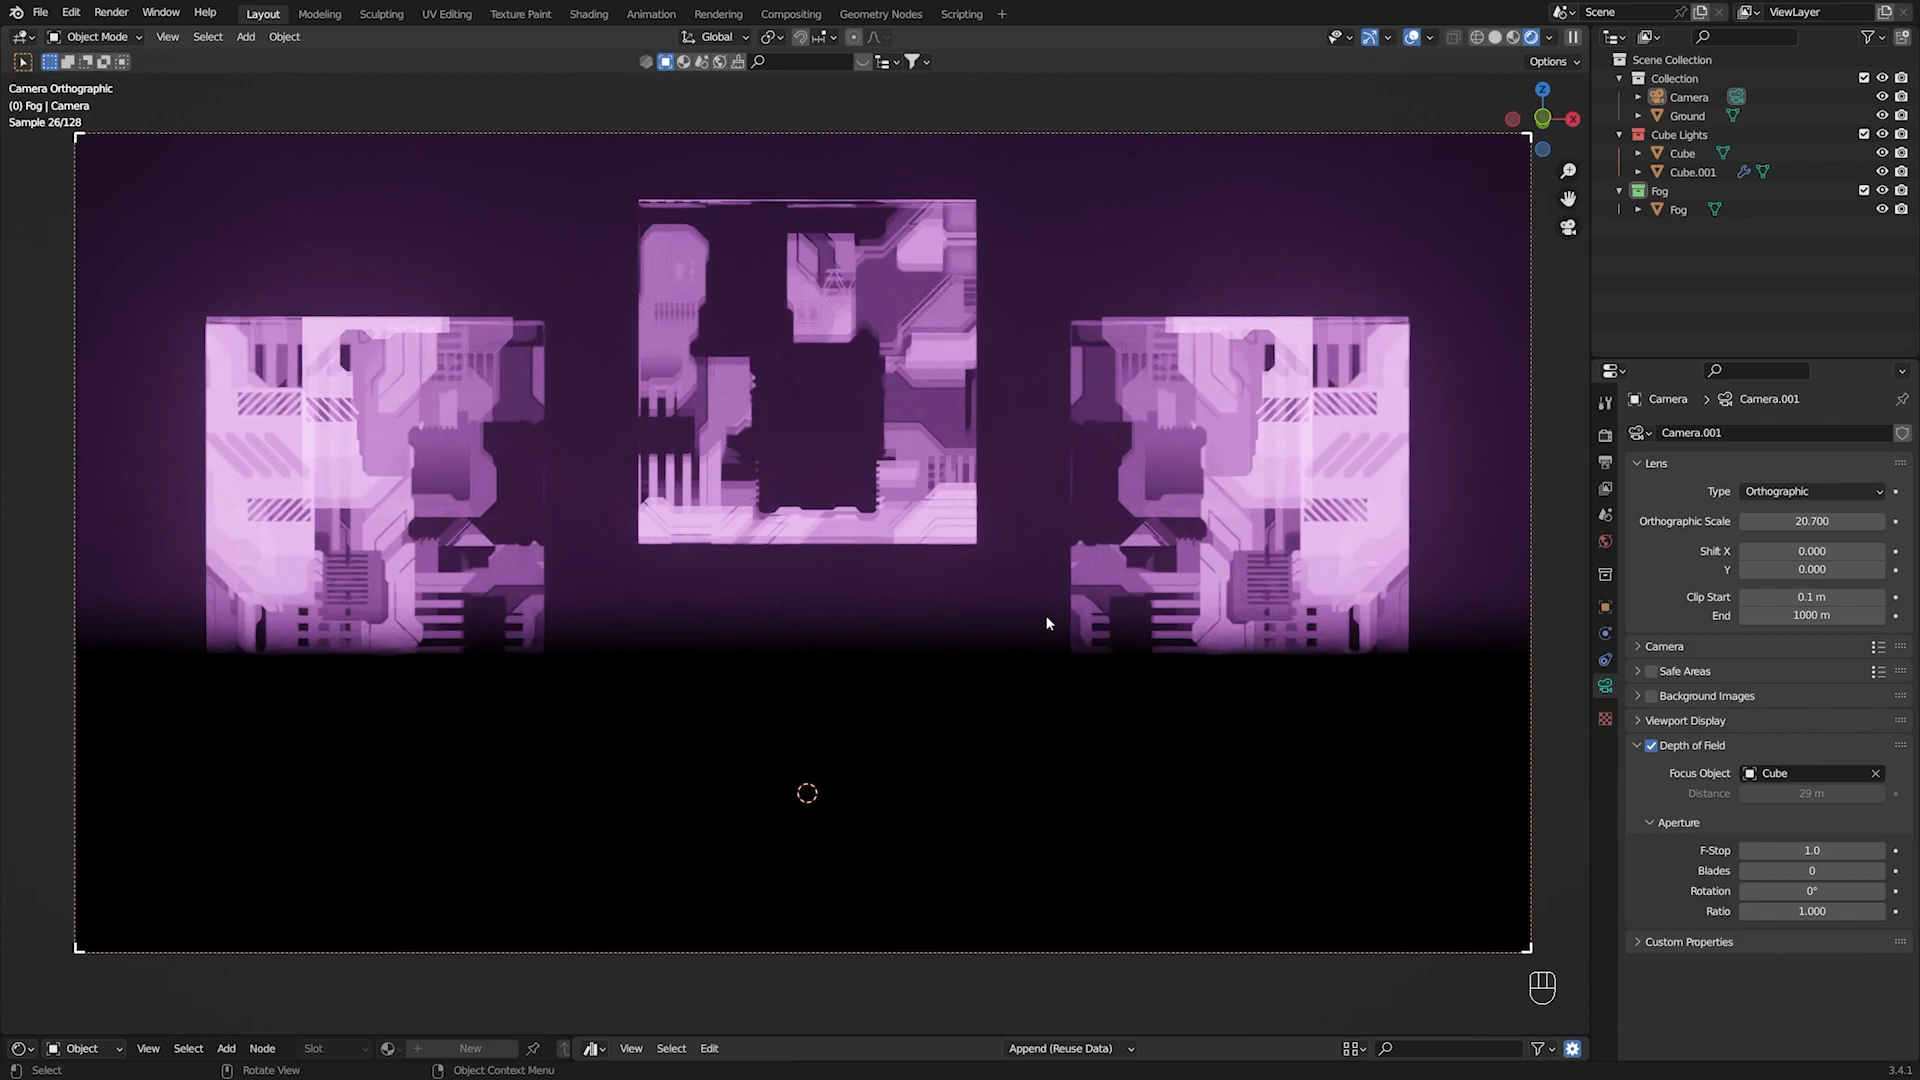 File Edit Render Window Help Layout Modeling Sculpting UV Editing Texture Paint Shading Animation Rendering Compositing Geometry Nodes Scripting + Scene ViewLayer
Object Mode View Select Add Object Global
Options
Camera Orthographic
(0) Fog | Camera
Sample 26/128
Z
X
Scene Collection
Collection
Camera
Ground
Cube Lights
Cube
Cube.001
Fog
Fog
Camera > Camera.001
Camera.001
Lens
Type Orthographic
Orthographic Scale 20.700
Shift X 0.000
Y 0.000
Clip Start 0.1 m
End 1000 m
Camera
Safe Areas
Background Images
Viewport Display
Depth of Field
Focus Object Cube
Distance 29 m
Aperture
F-Stop 1.0
Blades 0
Rotation 0°
Ratio 1.000
Custom Properties
Object View Select Add Node Slot New View Select Edit Append (Reuse Data)
Select Rotate View Object Context Menu 3.4.1